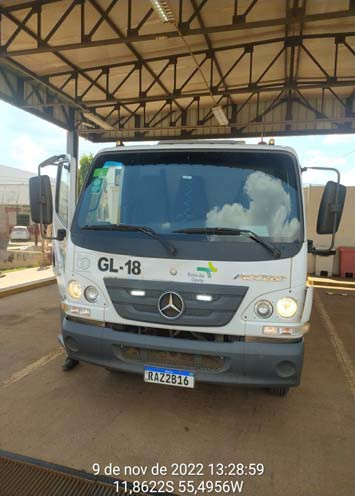 GL-18
RAZ2B16
9 de nov de 2022 13:28:59
11,8622S 55,4956W